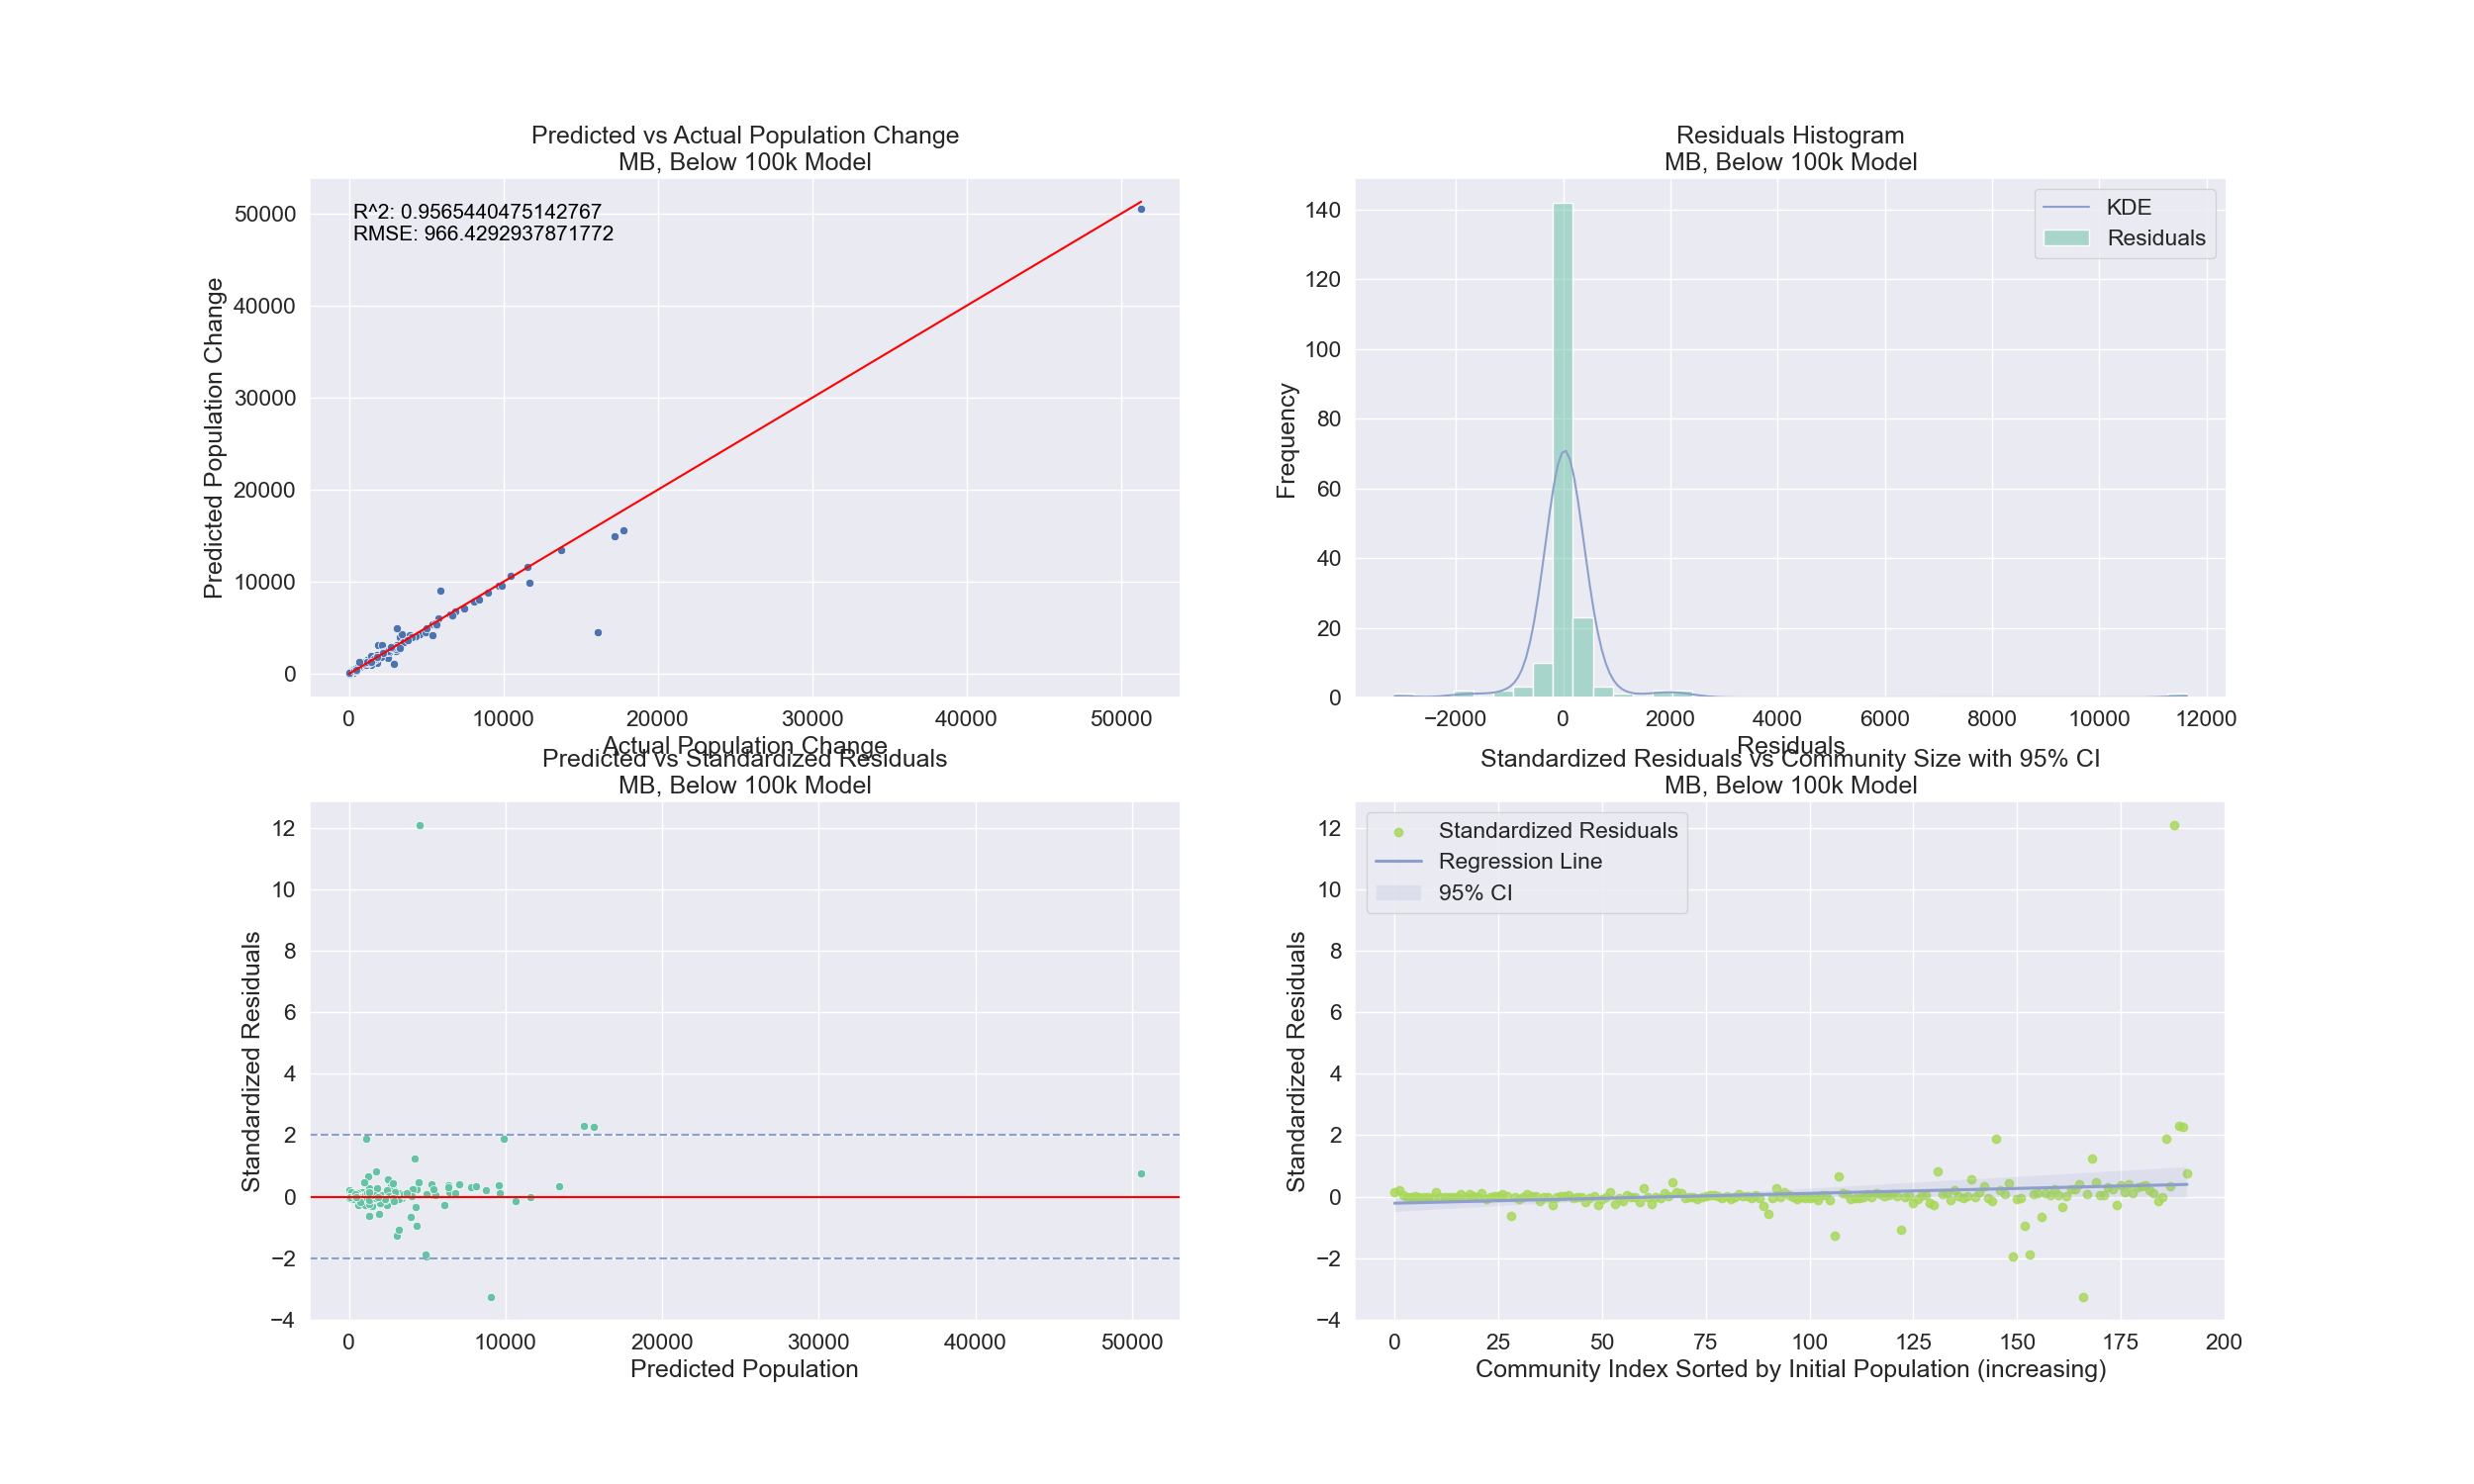 Predicted vs Actual Population Change
MB, Below 100k Model
R^2: 0.9565440475142767
RMSE: 966.4292937871772
Predicted Population Change
50000
40000
30000
20000
10000
0
0 10000 20000 30000 40000 50000
Actual Population Change
Residuals Histogram
MB, Below 100k Model
KDE
Residuals
Frequency
140
120
100
80
60
40
20
0
−2000 0 2000 4000 6000 8000 10000 12000
Residuals
Predicted vs Standardized Residuals
MB, Below 100k Model
Standardized Residuals
12
10
8
6
4
2
0
−2
−4
0 10000 20000 30000 40000 50000
Predicted Population
Standardized Residuals vs Community Size with 95% CI
MB, Below 100k Model
Standardized Residuals
Regression Line
95% CI
Standardized Residuals
12
10
8
6
4
2
0
−2
−4
0 25 50 75 100 125 150 175 200
Community Index Sorted by Initial Population (increasing)